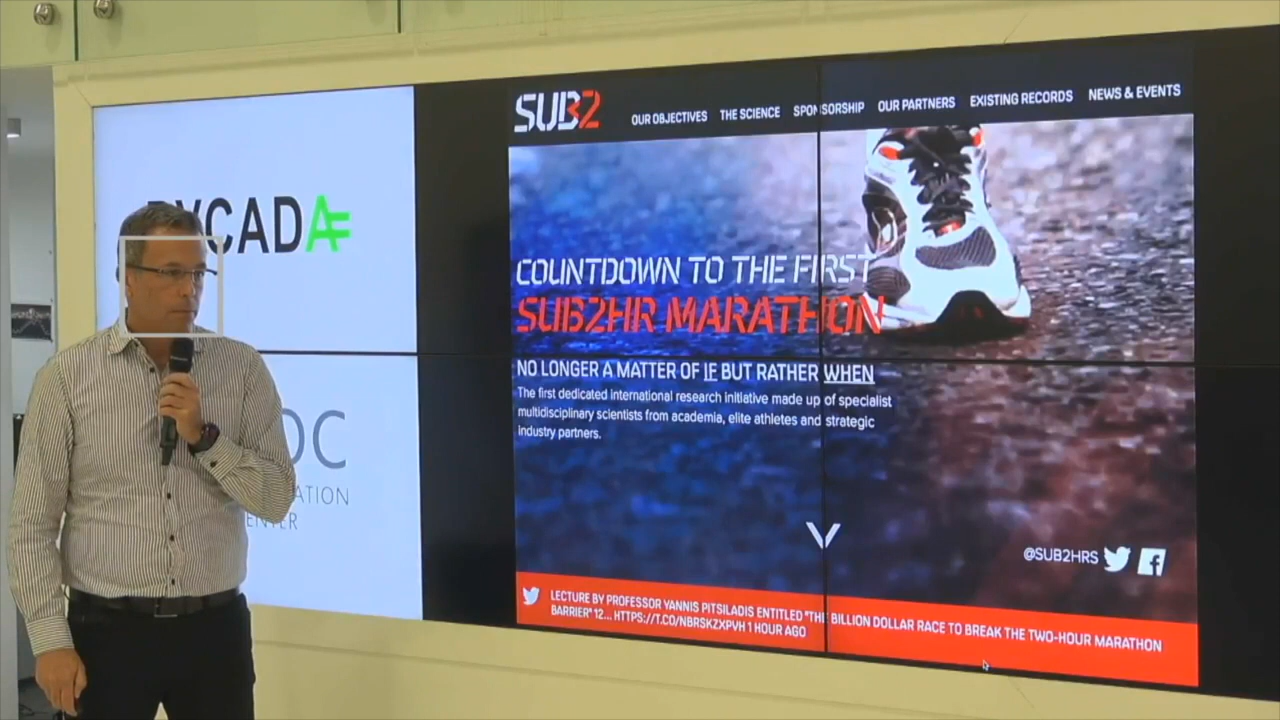 CADA
DC
ATION
ENTER
SUB2
OUR OBJECTIVES THE SCIENCE SPONSORSHIP OUR PARTNERS EXISTING RECORDS NEWS & EVENTS
COUNTDOWN TO THE FIRST
SUB2HR MARATHON
NO LONGER A MATTER OF IF BUT RATHER WHEN
The first dedicated international research initiative made up of specialist
multidisciplinary scientists from academia, elite athletes and strategic
industry partners.
@SUB2HRS
LECTURE BY PROFESSOR YANNIS PITSILADIS ENTITLED "THE BILLION DOLLAR RACE TO BREAK THE TWO-HOUR MARATHON
BARRIER" 12... HTTPS://T.CO/NBRSKZXPVH 1 HOUR AGO